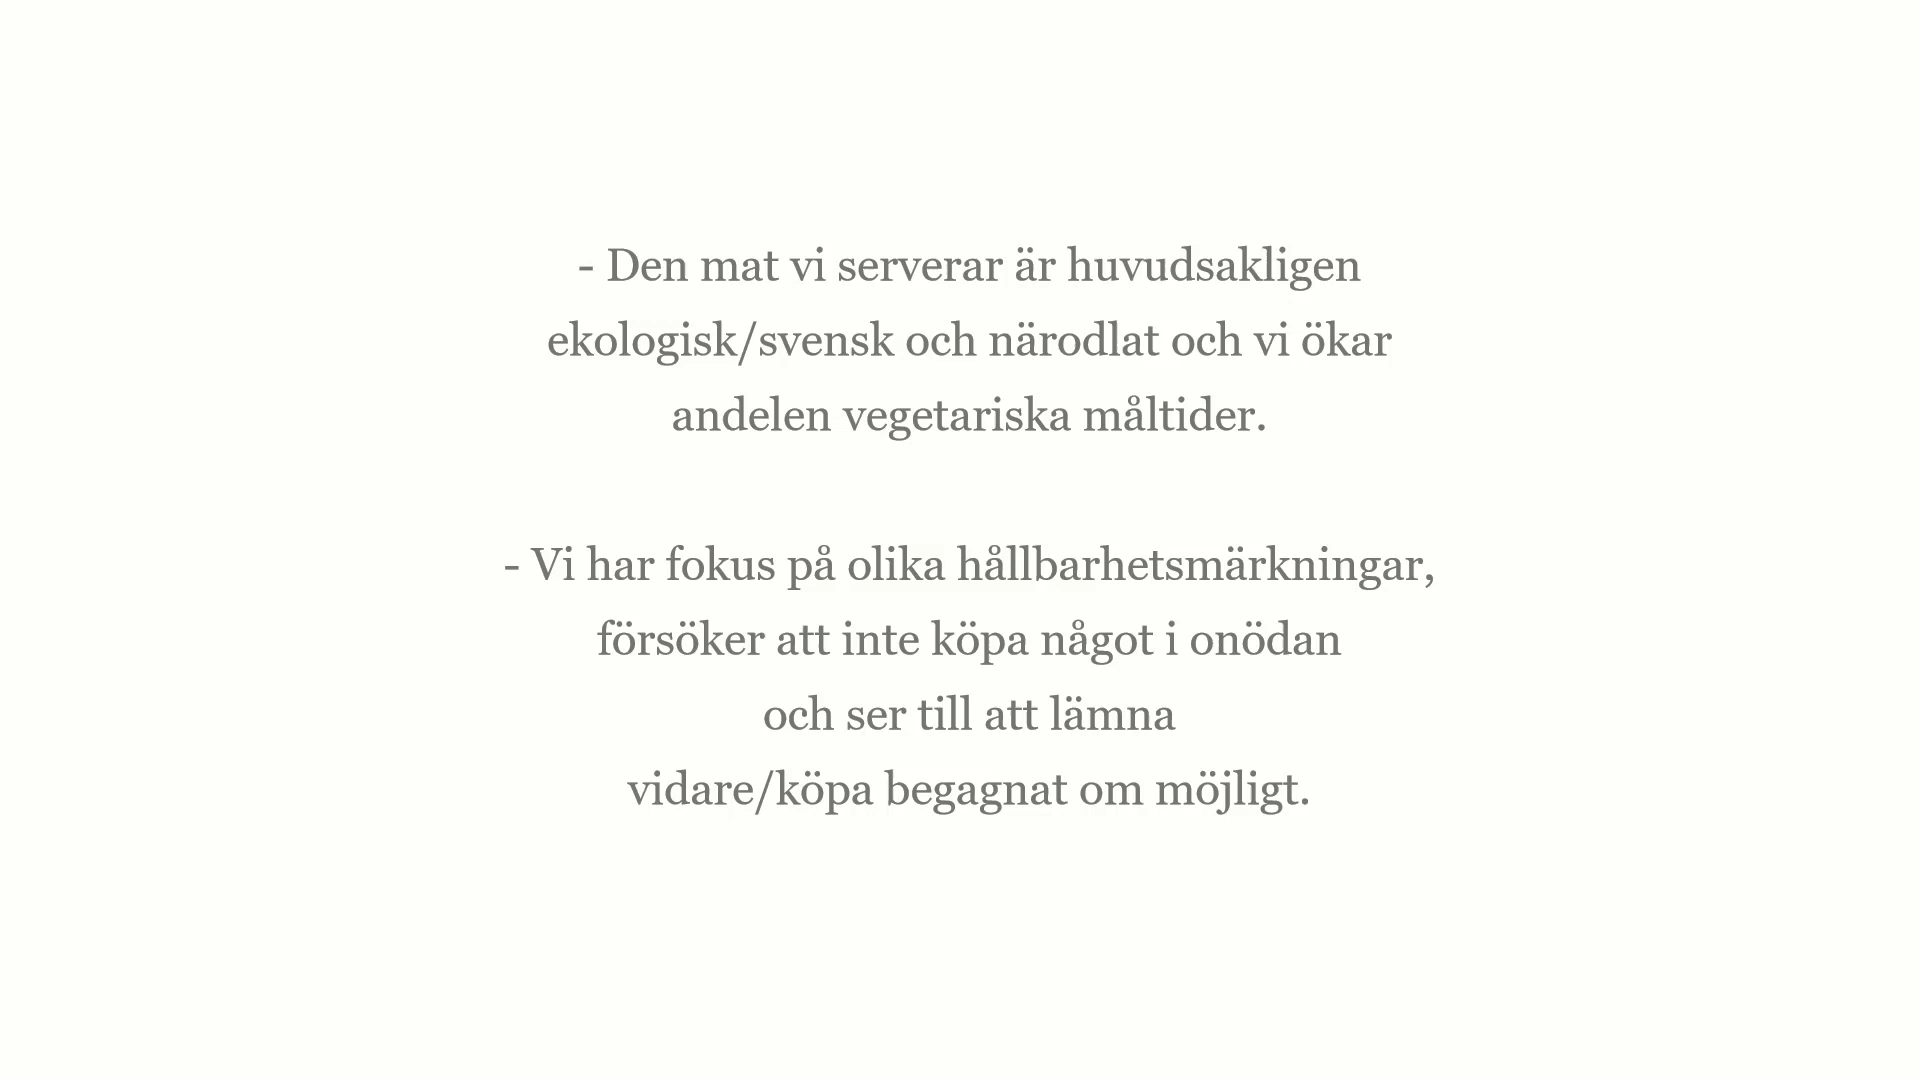 - Den mat vi serverar är huvudsakligen
ekologisk/svensk och närodlat och vi ökar
andelen vegetariska måltider.
- Vi har fokus på olika hållbarhetsmärkningar,
försöker att inte köpa något i onödan
och ser till att lämna
vidare/köpa begagnat om möjligt.